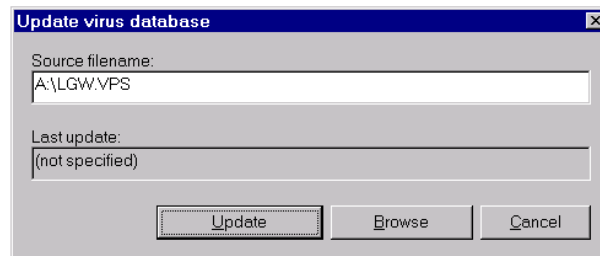 Update virus database
Source filename:
A:\LGW.VPS
Last update:
(not specified)
Update Browse Cancel